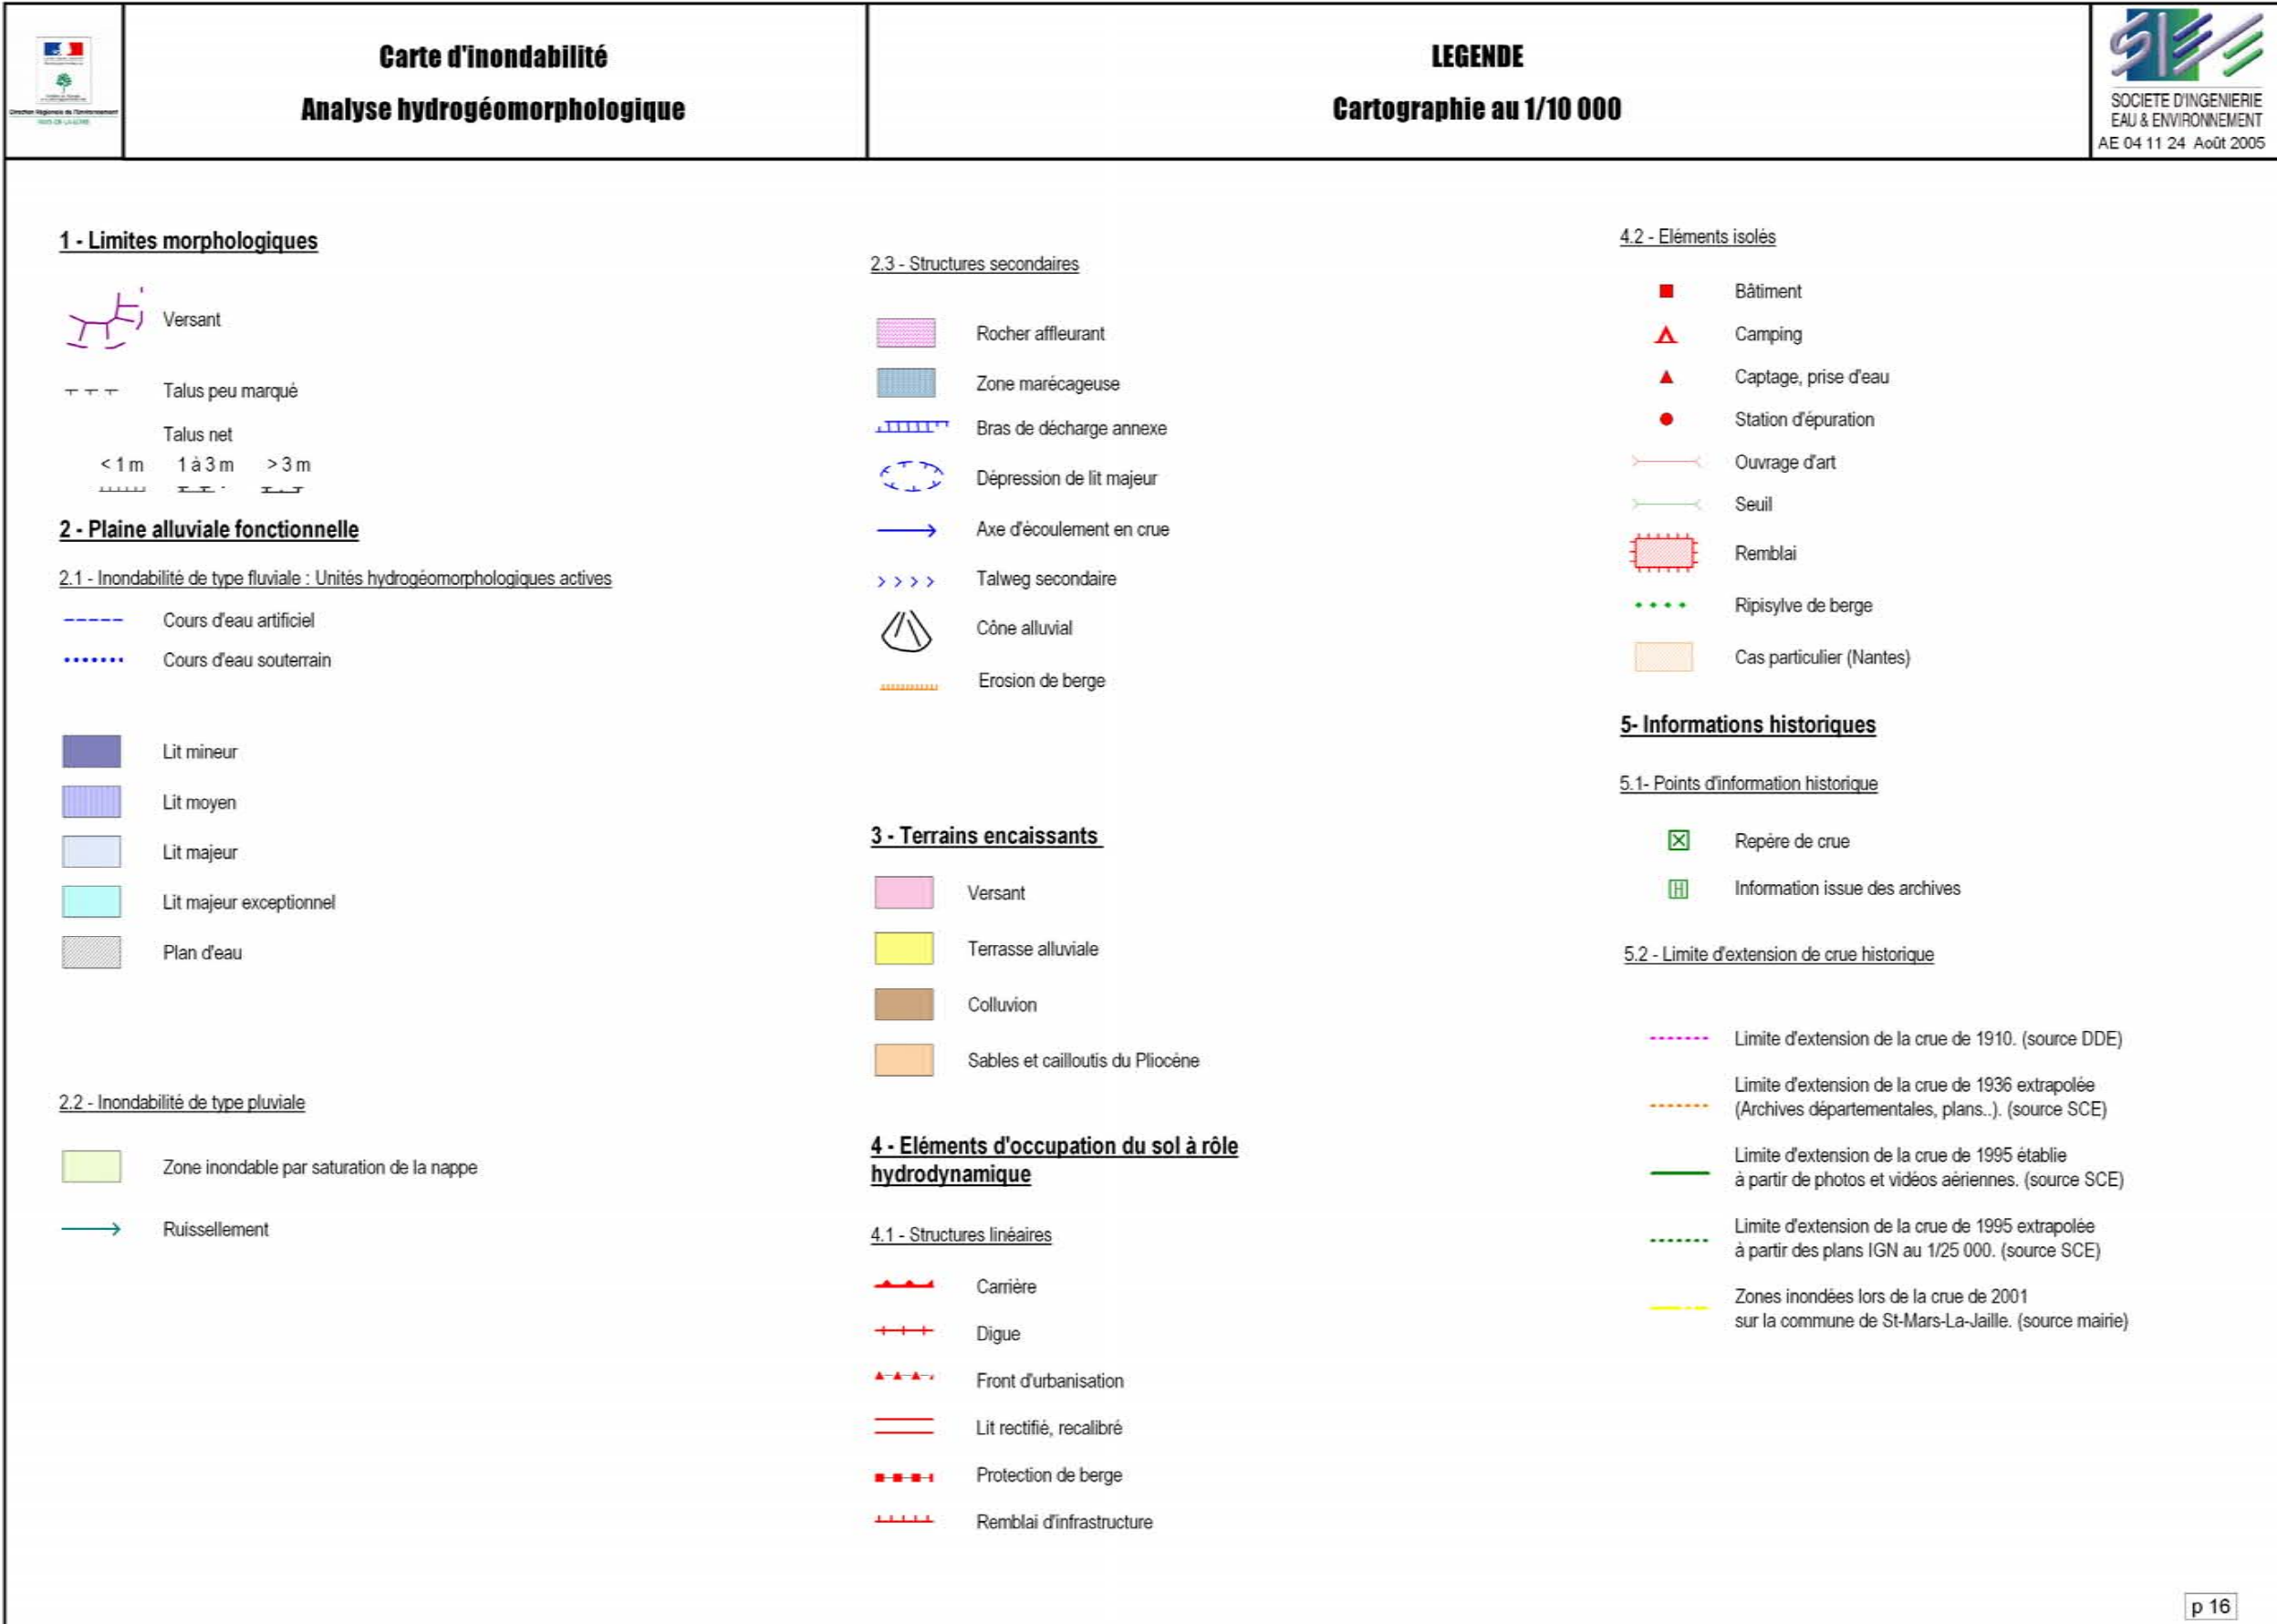 Direction Régionale de l'Environnement
PAYS-DE-LA-LOIRE
Carte d'inondabilité
Analyse hydrogéomorphologique
LEGENDE
Cartographie au 1/10 000
SIEE
SOCIETE D'INGENIERIE
EAU & ENVIRONNEMENT
AE 04 11 24 Août 2005
1 - Limites morphologiques
Versant
Talus peu marqué
Talus net
< 1 m 1 à 3 m > 3 m
2 - Plaine alluviale fonctionnelle
2.1 - Inondabilité de type fluviale : Unités hydrogéomorphologiques actives
Cours d'eau artificiel
Cours d'eau souterrain
Lit mineur
Lit moyen
Lit majeur
Lit majeur exceptionnel
Plan d'eau
2.2 - Inondabilité de type pluviale
Zone inondable par saturation de la nappe
Ruissellement
2.3 - Structures secondaires
Rocher affleurant
Zone marécageuse
Bras de décharge annexe
Dépression de lit majeur
Axe d'écoulement en crue
Talweg secondaire
Cône alluvial
Erosion de berge
3 - Terrains encaissants
Versant
Terrasse alluviale
Colluvion
Sables et cailloutis du Pliocène
4 - Eléments d'occupation du sol à rôle
hydrodynamique
4.1 - Structures linéaires
Carrière
Digue
Front d'urbanisation
Lit rectifié, recalibré
Protection de berge
Remblai d'infrastructure
4.2 - Eléments isolés
Bâtiment
Camping
Captage, prise d'eau
Station d'épuration
Ouvrage d'art
Seuil
Remblai
Ripisylve de berge
Cas particulier (Nantes)
5- Informations historiques
5.1- Points d'information historique
Repère de crue
H Information issue des archives
5.2 - Limite d'extension de crue historique
Limite d'extension de la crue de 1910. (source DDE)
Limite d'extension de la crue de 1936 extrapolée
(Archives départementales, plans..). (source SCE)
Limite d'extension de la crue de 1995 établie
à partir de photos et vidéos aériennes. (source SCE)
Limite d'extension de la crue de 1995 extrapolée
à partir des plans IGN au 1/25 000. (source SCE)
Zones inondées lors de la crue de 2001
sur la commune de St-Mars-La-Jaille. (source mairie)
p 16